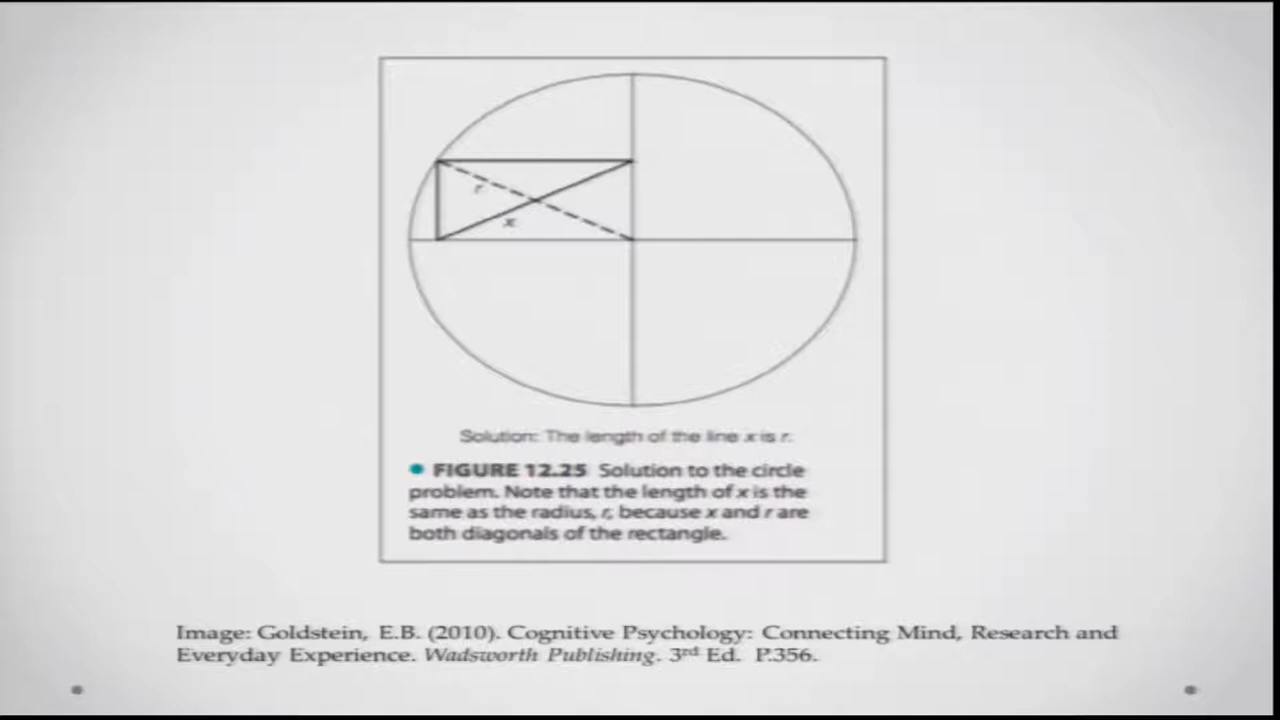 r
x
Solution: The length of the line x is r.
• FIGURE 12.25 Solution to the circle
problem. Note that the length of x is the
same as the radius, r, because x and r are
both diagonals of the rectangle.
Image: Goldstein, E.B. (2010). Cognitive Psychology: Connecting Mind, Research and
Everyday Experience. Wadsworth Publishing. 3rd Ed. P.356.